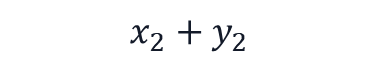 x₂ + y₂